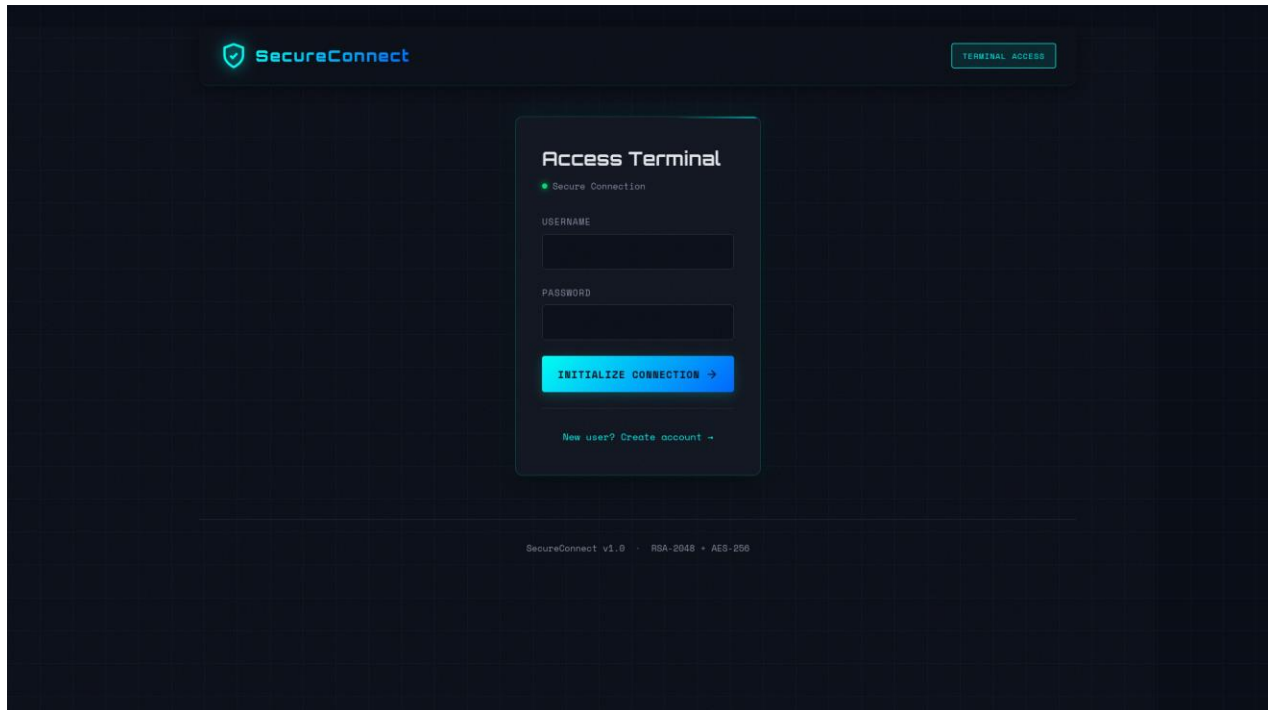 SecureConnect
TERMINAL ACCESS
Access Terminal
Secure Connection
USERNAME
PASSWORD
INITIALIZE CONNECTION →
New user? Create account →
SecureConnect v1.0 · RSA-2048 + AES-256